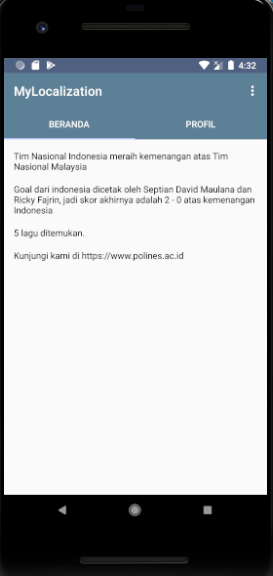 4:32
MyLocalization
BERANDA PROFIL
Tim Nasional Indonesia meraih kemenangan atas Tim
Nasional Malaysia
Goal dari indonesia dicetak oleh Septian David Maulana dan
Ricky Fajrin, jadi skor akhirnya adalah 2 - 0 atas kemenangan
Indonesia
5 lagu ditemukan.
Kunjungi kami di https://www.polines.ac.id